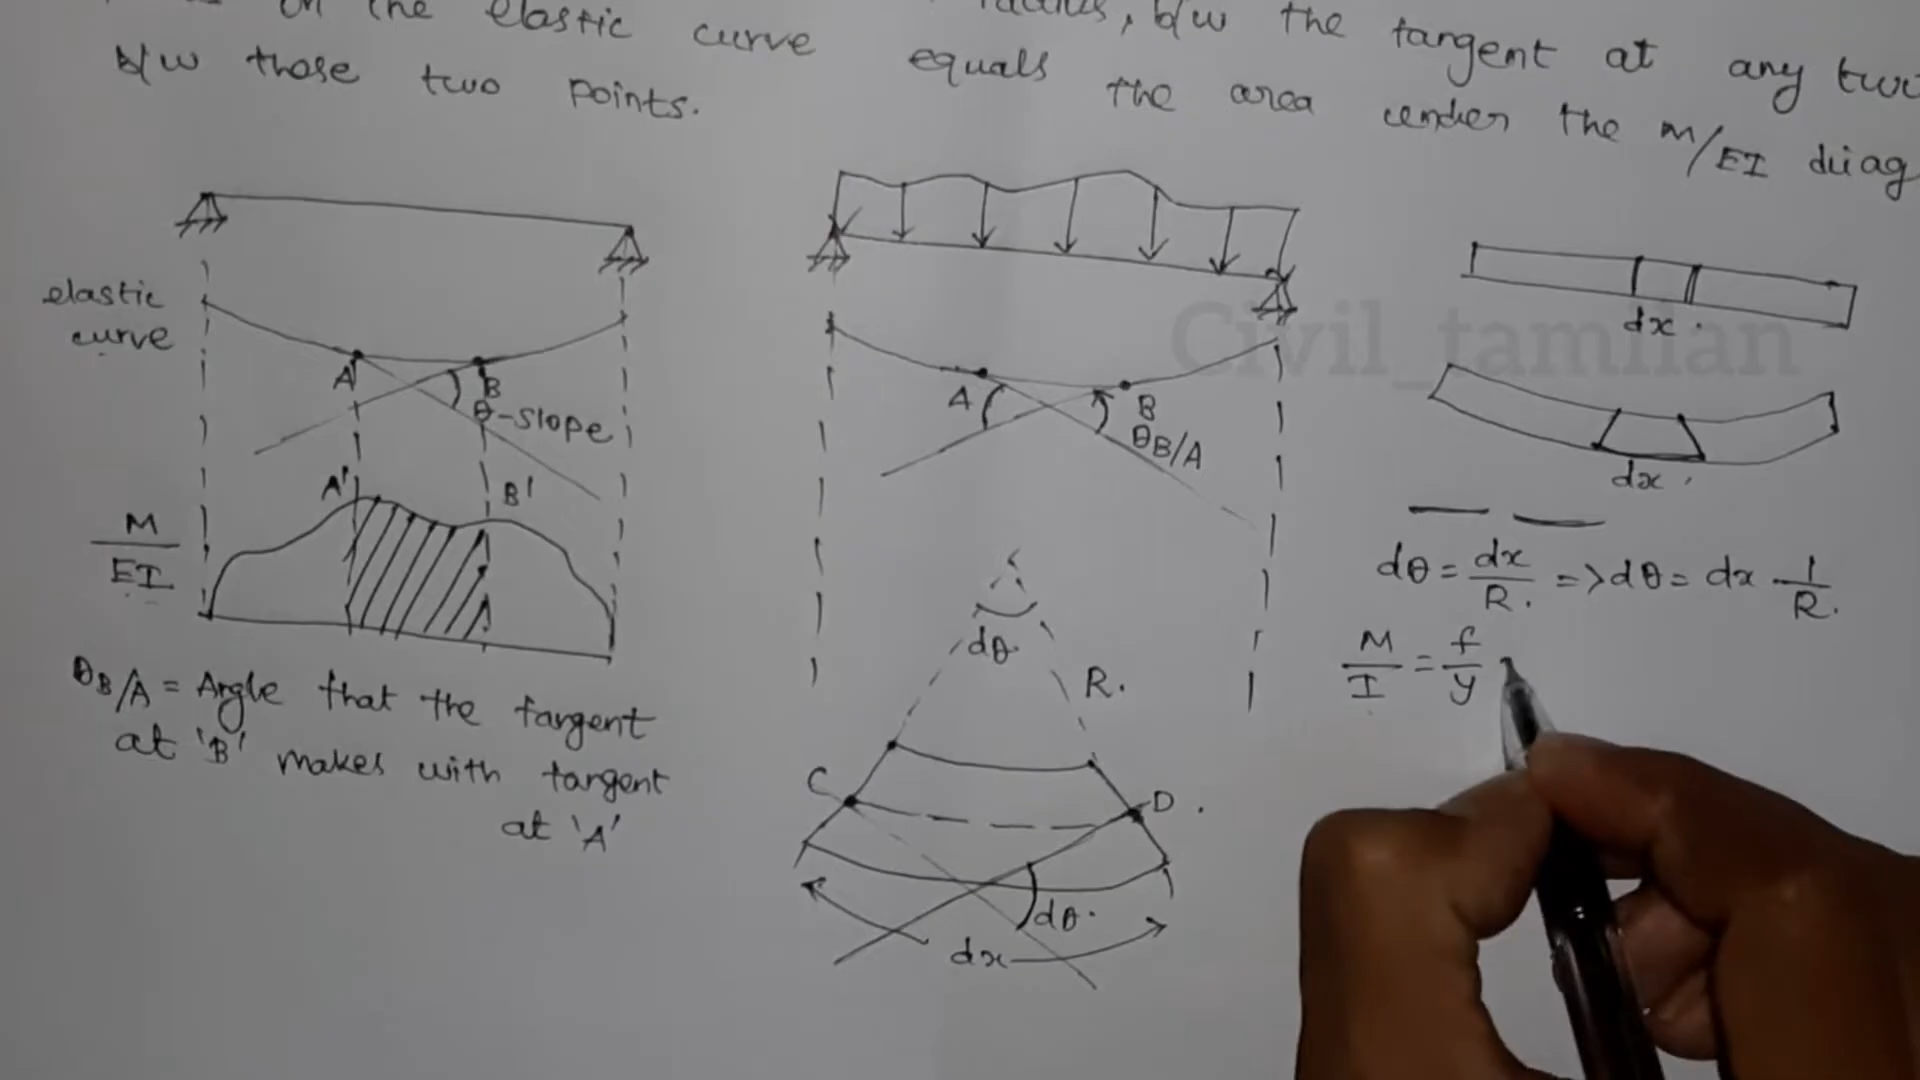 on the elastic curve
radius, b/w the tangent at any two
b/w those two points.
equals the area under the M/EI diag
elastic
curve
A
B
θ-slope
A'
B'
M
EI
θB/A = Angle that the tangent
at 'B' makes with tangent
at 'A'
A
B
θB/A
dθ
R.
C
D.
dθ.
dx
dx.
dx.
dθ = dx/R. => dθ = dx 1/R.
M/I = f/y
Civil_tamilan